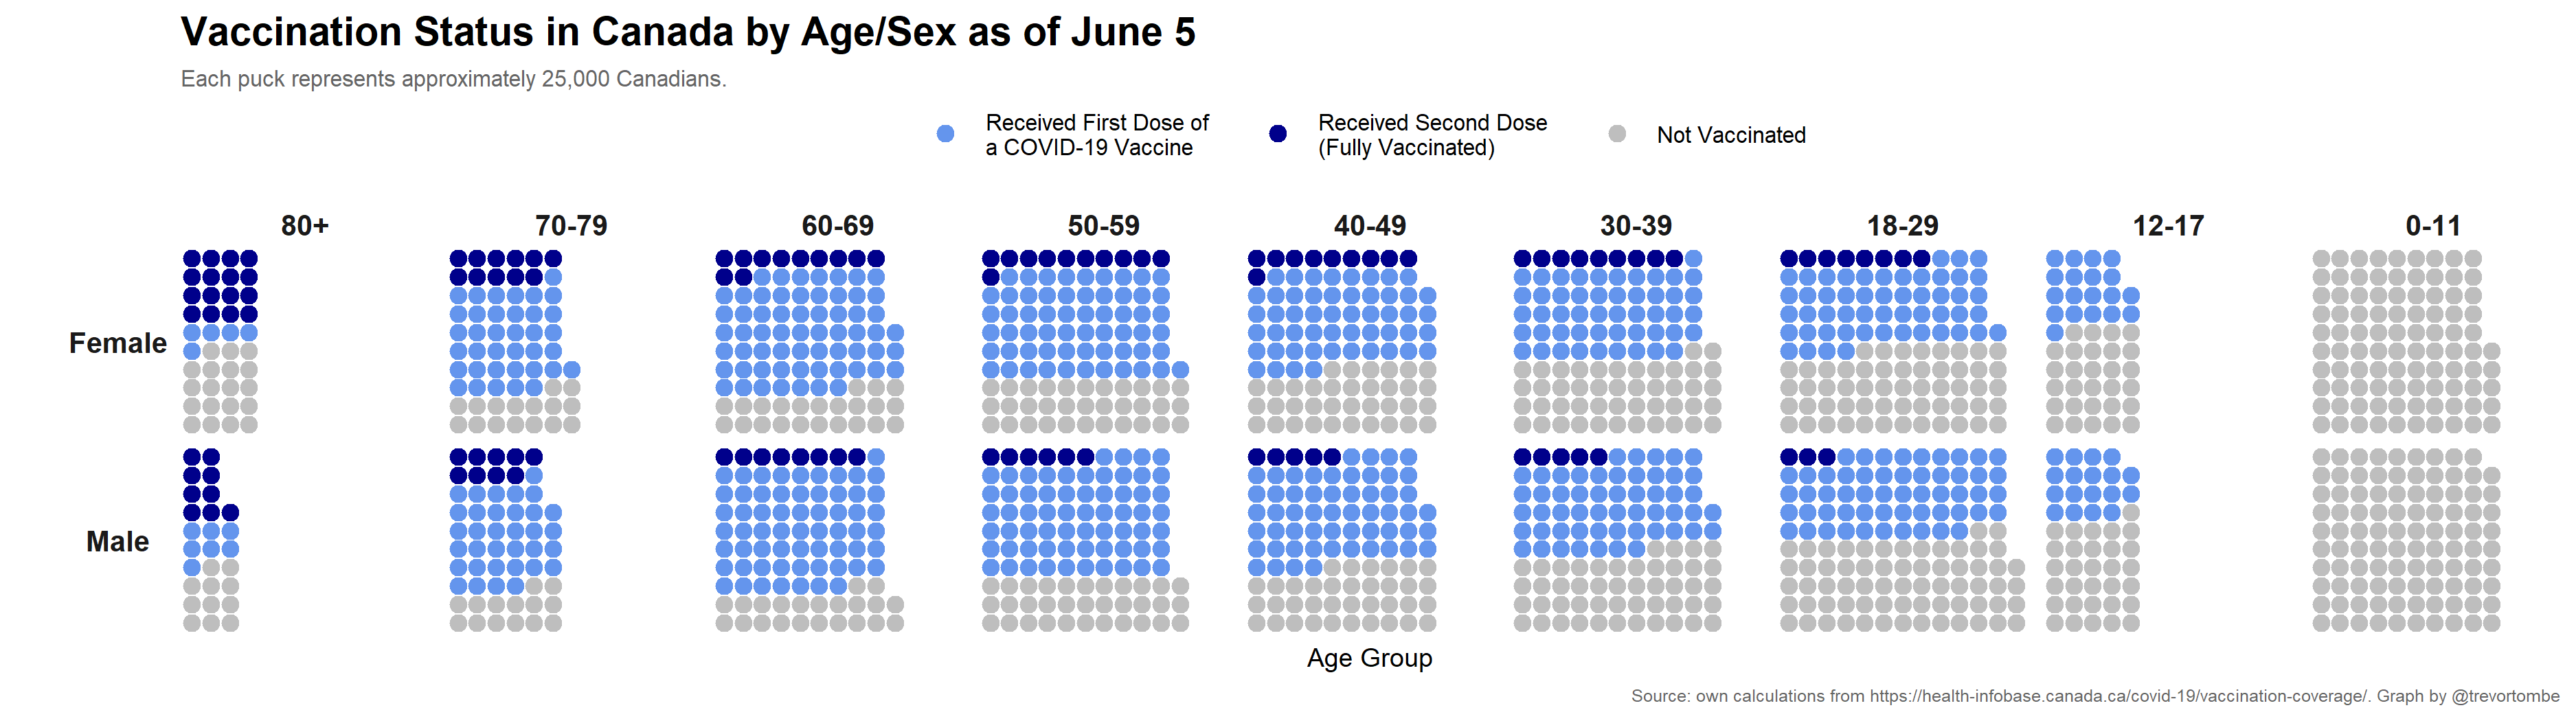 Vaccination Status in Canada by Age/Sex as of June 5
Each puck represents approximately 25,000 Canadians.
Received First Dose of
a COVID-19 Vaccine
Received Second Dose
(Fully Vaccinated)
Not Vaccinated
80+ 70-79 60-69 50-59 40-49 30-39 18-29 12-17 0-11
Female
Male
Age Group
Source: own calculations from https://health-infobase.canada.ca/covid-19/vaccination-coverage/. Graph by @trevortombe